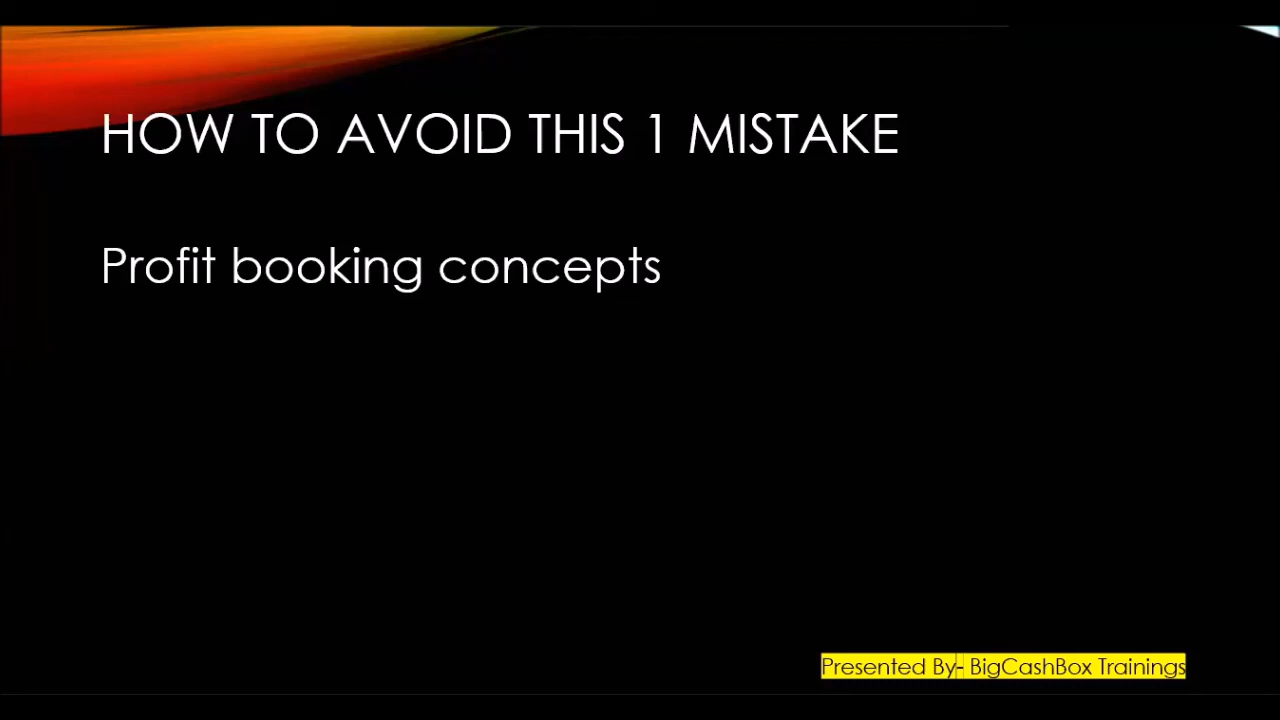 HOW TO AVOID THIS 1 MISTAKE
Profit booking concepts
Presented By- BigCashBox Trainings